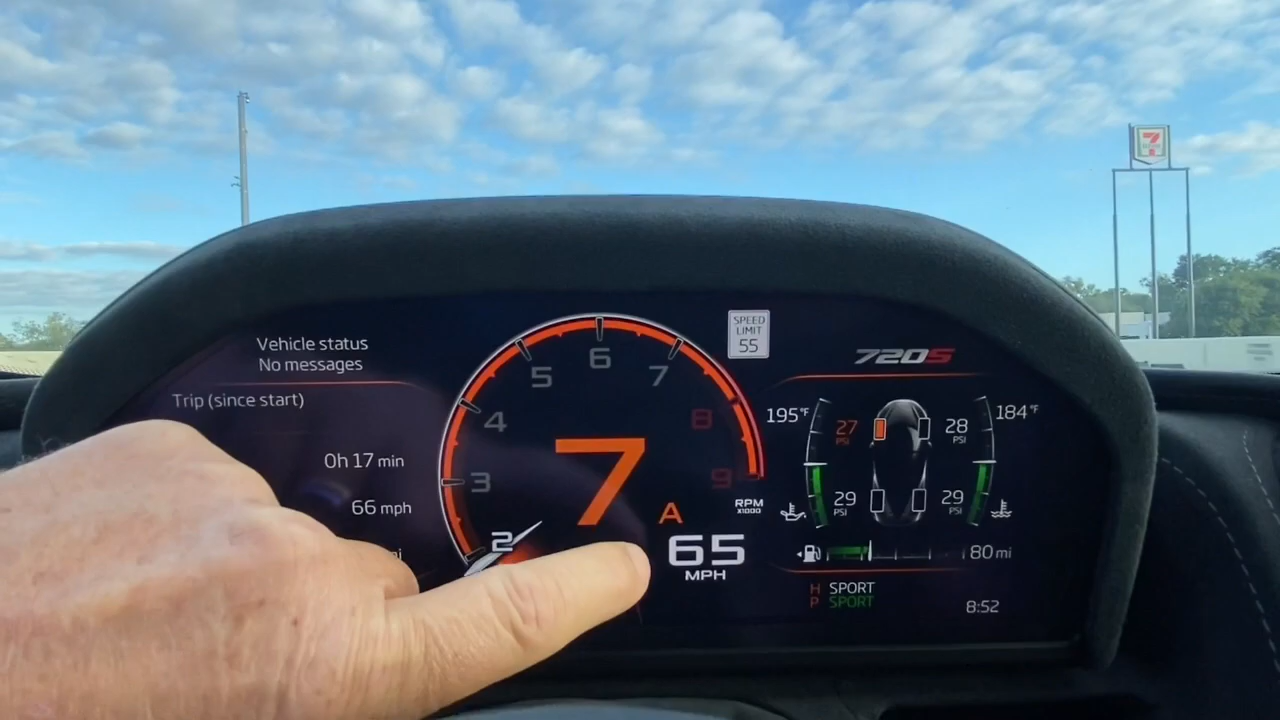 7
Vehicle status
No messages
Trip (since start)
0h 17 min
66 mph
2
3
4
5
6
7
8
9
RPM
X1000
7
A
65
MPH
SPEED
LIMIT
55
720S
195°F
184°F
27
PSI
28
PSI
29
PSI
29
PSI
80 mi
H SPORT
P SPORT
8:52